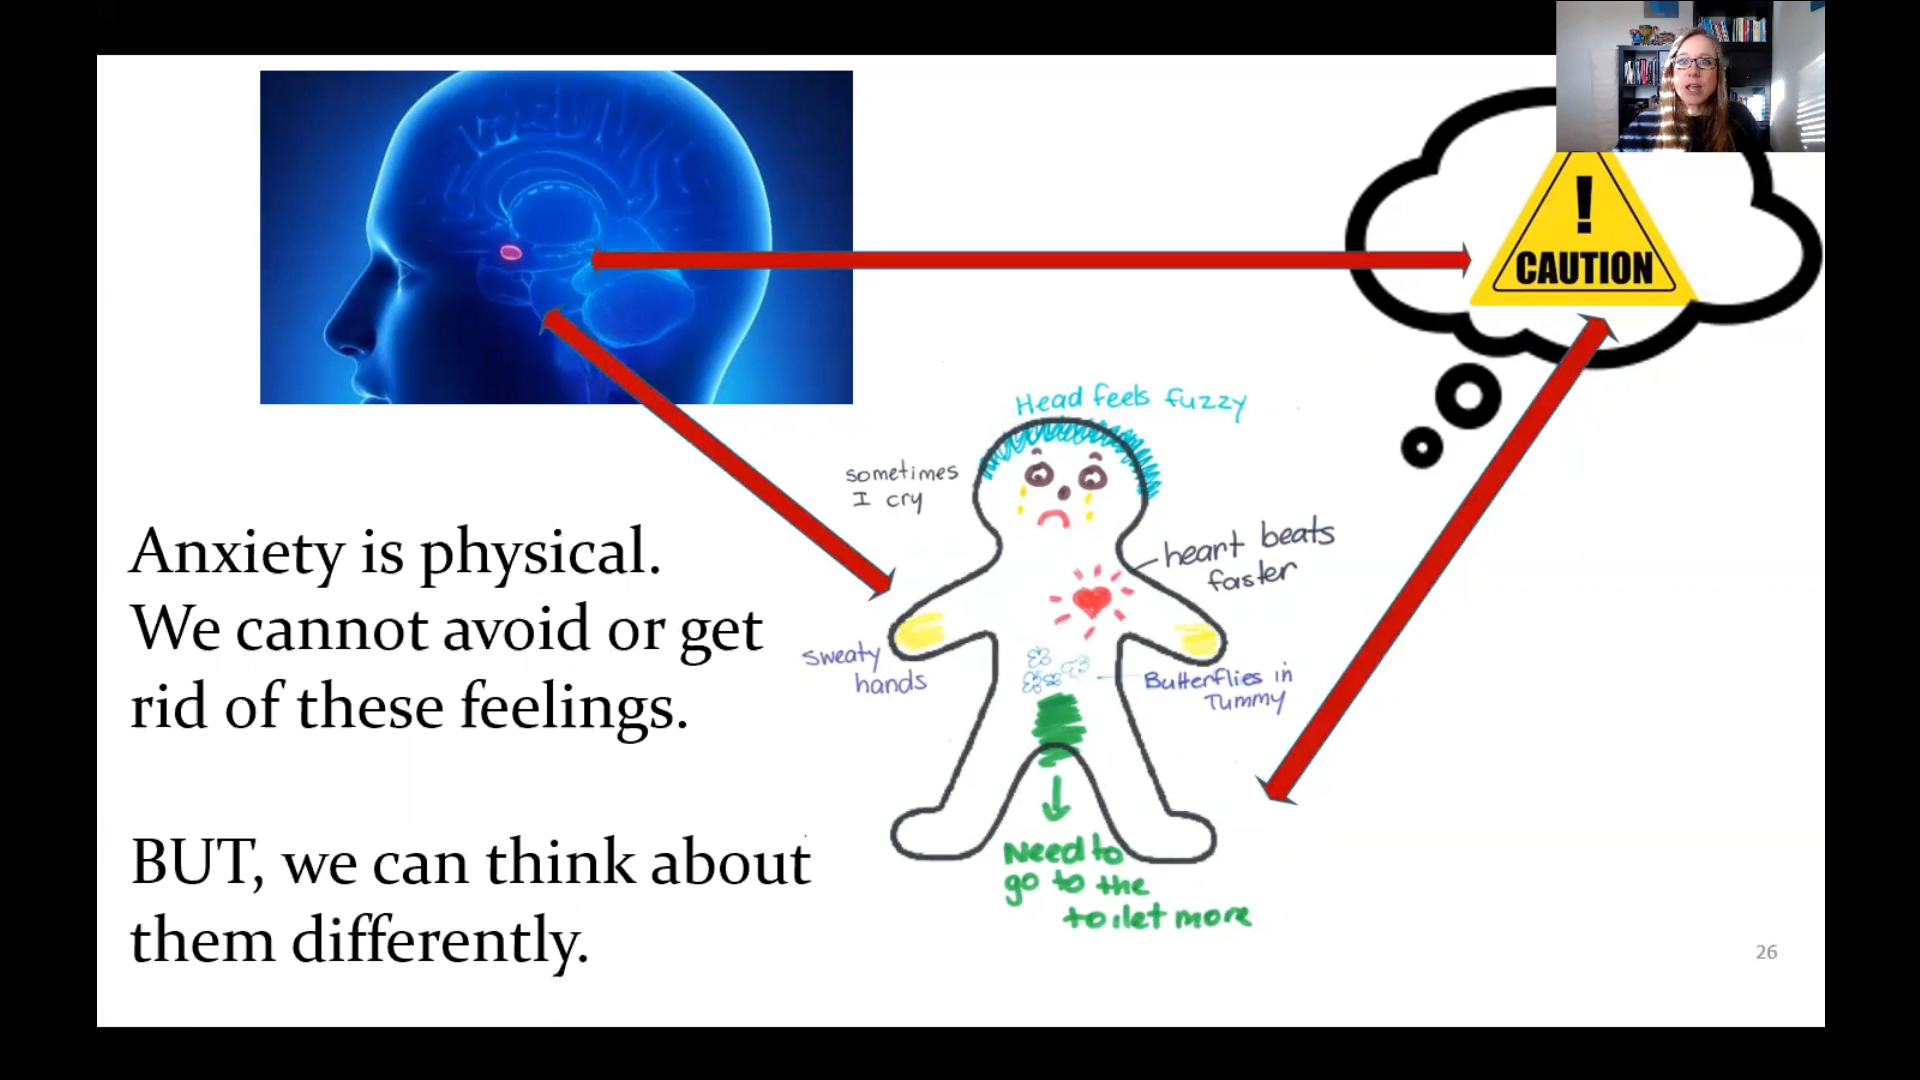 !
CAUTION
Head feels fuzzy
sometimes
I cry
heart beats
faster
sweaty
hands
Butterflies in
Tummy
Need to
go to the
toilet more
Anxiety is physical.
We cannot avoid or get
rid of these feelings.
BUT, we can think about
them differently.
26